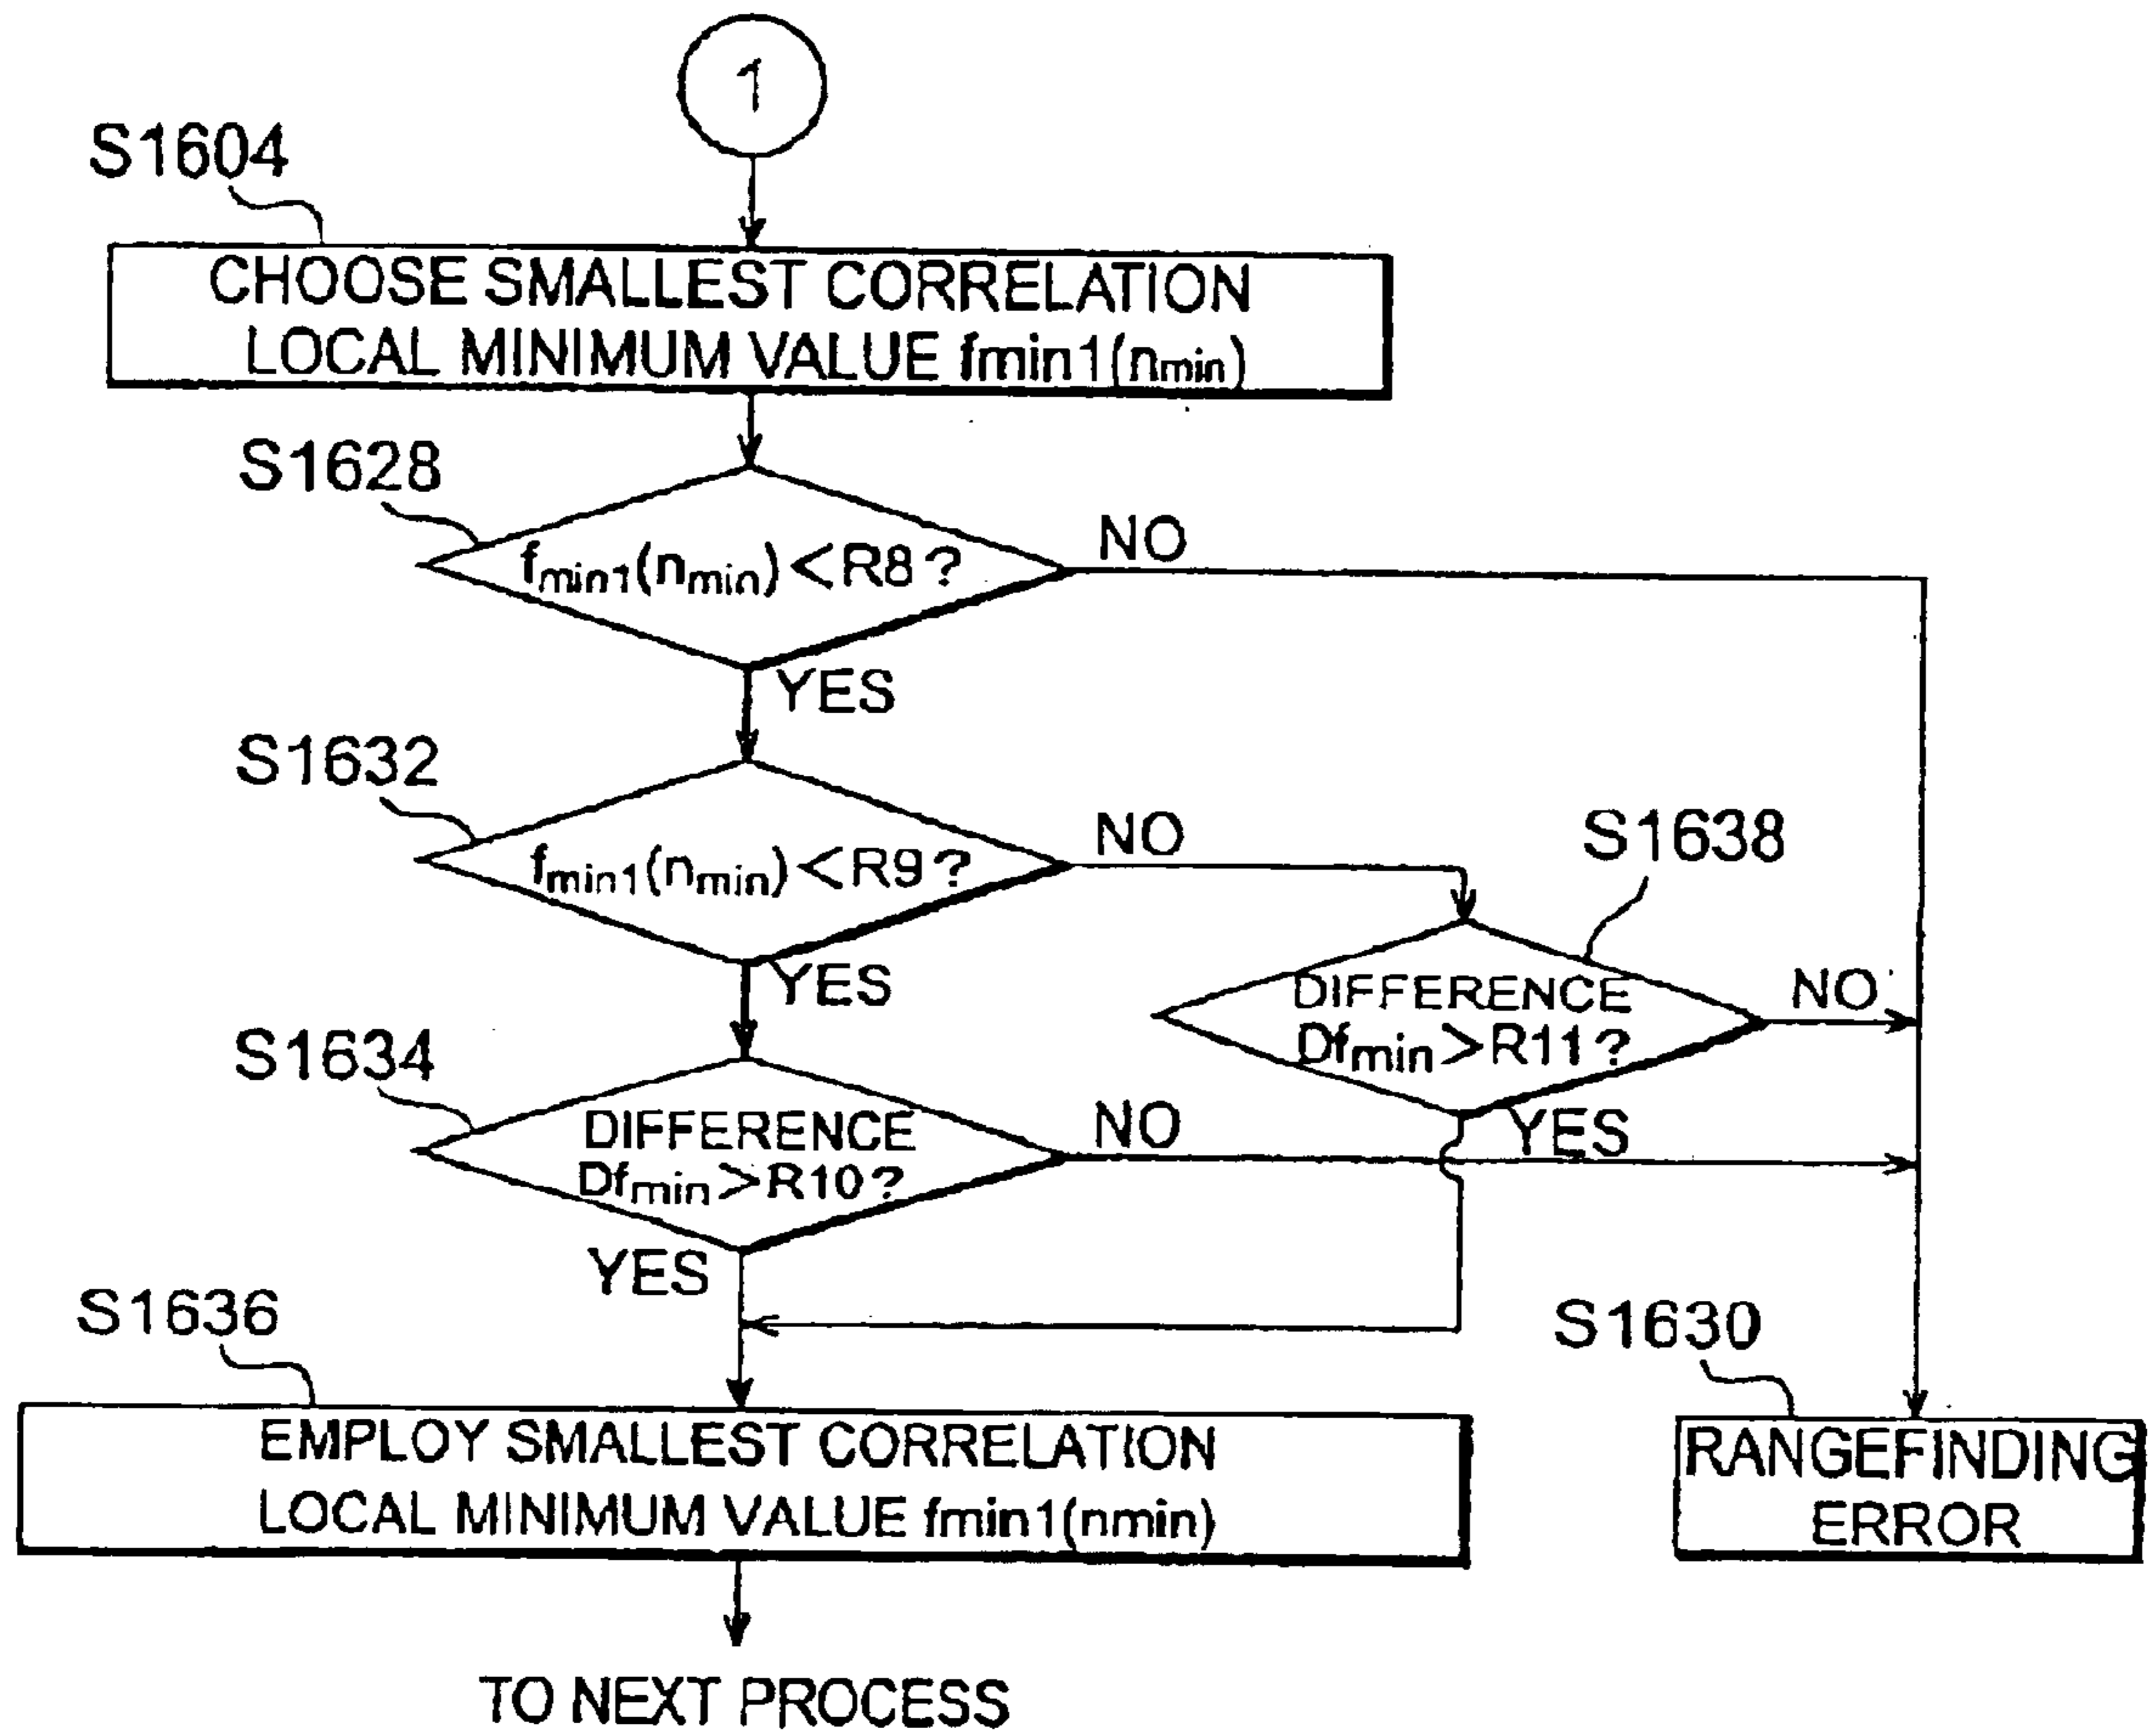 1
S1604
CHOOSE SMALLEST CORRELATION
LOCAL MINIMUM VALUE fmin1(nmin)
S1628
fmin1(nmin)<R8?
NO
YES
S1632
fmin1(nmin)<R9?
NO
YES
S1638
DIFFERENCE
Dfmin>R11?
NO
YES
S1634
DIFFERENCE
Dfmin>R10?
NO
YES
S1636
EMPLOY SMALLEST CORRELATION
LOCAL MINIMUM VALUE fmin1(nmin)
S1630
RANGEFINDING
ERROR
TO NEXT PROCESS